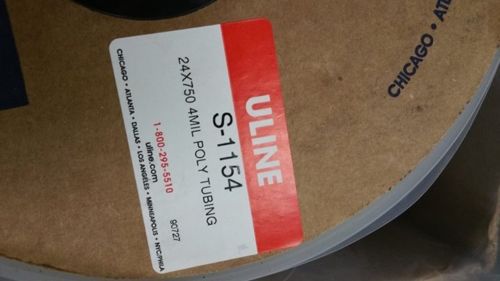 ULINE
S-1154
24X750 4MIL POLY TUBING
90727
1-800-295-5510
uline.com
CHICAGO • ATLANTA • DALLAS • LOS ANGELES • MINNEAPOLIS • NYC/PHILA
CHICAGO •